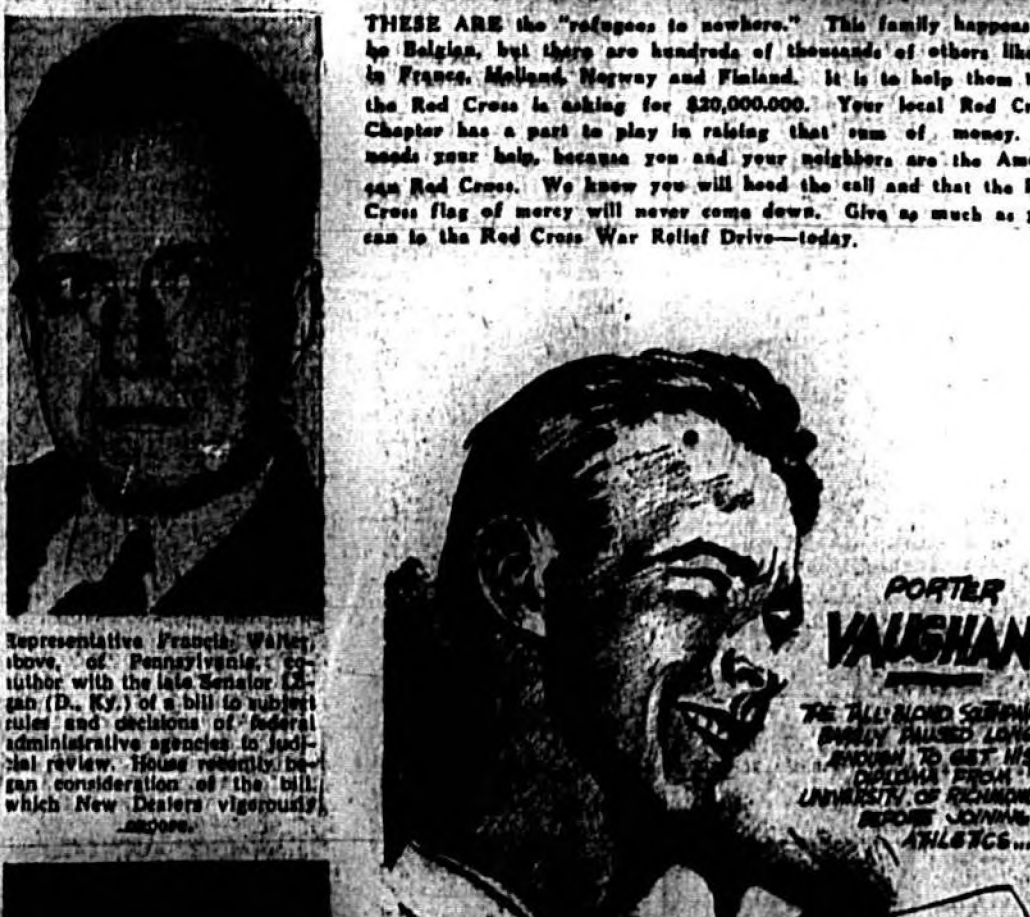 THESE ARE the "refugees to nowhere." This family happens
be Belgian, but there are hundreds of thousands of others like
in France, Holland, Norway and Finland. It is to help them
the Red Cross is asking for $20,000.000. Your local Red Cr
Chapter has a part to play in raising that sum of money.
needs your help, because you and your neighbors are the Am
can Red Cross. We know you will heed the call and that the
Cross flag of mercy will never come down. Give as much as
can to the Red Cross War Relief Drive—today.
Representative Francis Walter,
above, of Pennsylvania, co-
author with the late Senator Lo-
gan (D., Ky.) of a bill to subject
rules and decisions of federal
administrative agencies to judi-
cial review. House recently be-
gan consideration of the bill,
which New Dealers vigorously
oppose.
PORTER
VAUGHAN
THE TALL BLOND SOUTHPAW
BARELY PAUSED LONG
ENOUGH TO GET HIS
DIPLOMA FROM
UNIVERSITY OF RICHMOND
BEFORE JOINING
ATHLETICS...